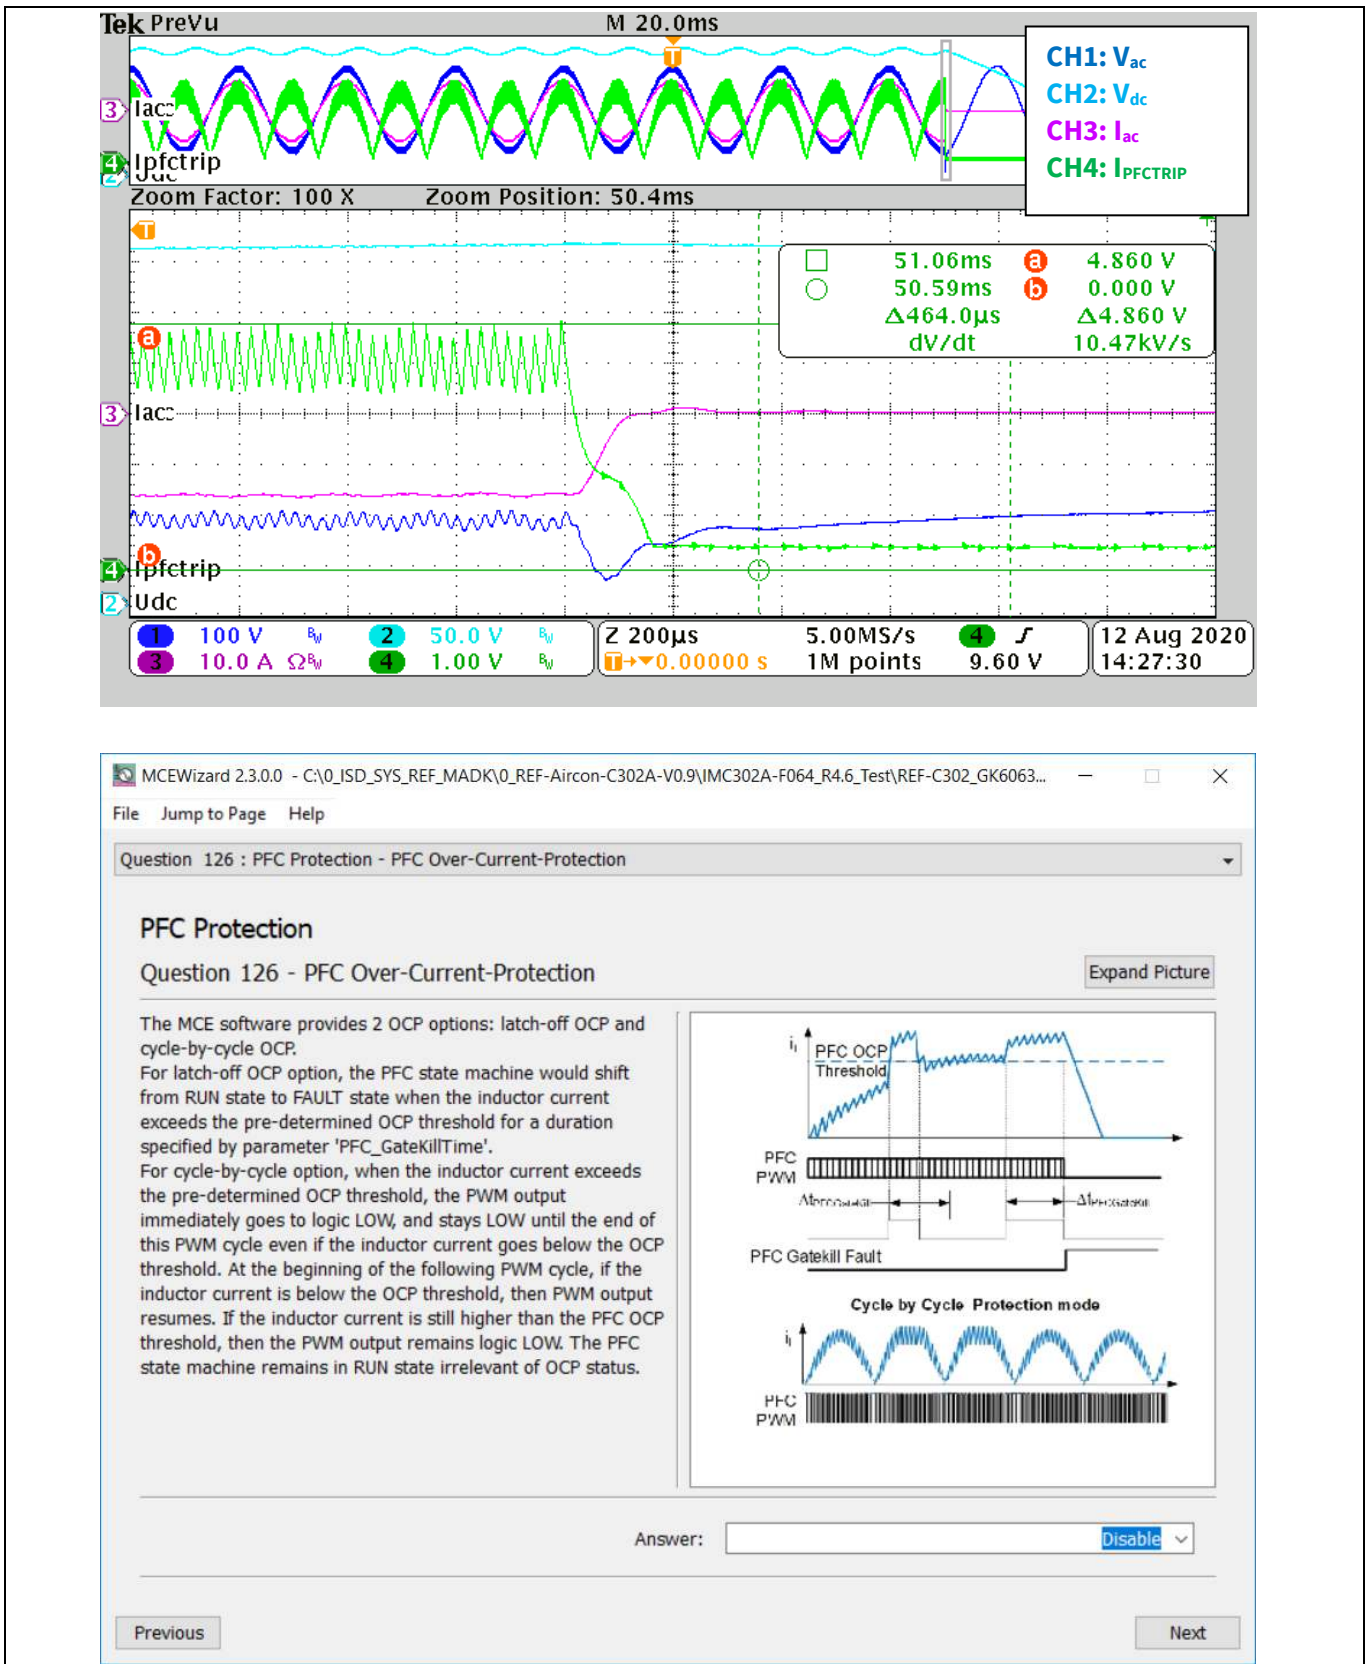 Tek PreVu
M 20.0ms
T
CH1: Vac
CH2: Vdc
CH3: Iac
CH4: IPFCTRIP
3 Iacc
4 Ipfctrip
2 Udc
Zoom Factor: 100 X Zoom Position: 50.4ms
T
51.06ms a 4.860 V
50.59ms b 0.000 V
Δ464.0µs Δ4.860 V
dV/dt 10.47kV/s
a
3 Iacc
b
4 Ipfctrip
2 Udc
1 100 V BW 2 50.0 V BW Z 200µs 5.00MS/s 4 12 Aug 2020
3 10.0 A ΩBW 4 1.00 V BW T→▼0.00000 s 1M points 9.60 V 14:27:30
MCEWizard 2.3.0.0 - C:\0_ISD_SYS_REF_MADK\0_REF-Aircon-C302A-V0.9\IMC302A-F064_R4.6_Test\REF-C302_GK6063...
File Jump to Page Help
Question 126 : PFC Protection - PFC Over-Current-Protection
PFC Protection
Question 126 - PFC Over-Current-Protection
Expand Picture
The MCE software provides 2 OCP options: latch-off OCP and
cycle-by-cycle OCP.
For latch-off OCP option, the PFC state machine would shift
from RUN state to FAULT state when the inductor current
exceeds the pre-determined OCP threshold for a duration
specified by parameter 'PFC_GateKillTime'.
For cycle-by-cycle option, when the inductor current exceeds
the pre-determined OCP threshold, the PWM output
immediately goes to logic LOW, and stays LOW until the end of
this PWM cycle even if the inductor current goes below the OCP
threshold. At the beginning of the following PWM cycle, if the
inductor current is below the OCP threshold, then PWM output
resumes. If the inductor current is still higher than the PFC OCP
threshold, then the PWM output remains logic LOW. The PFC
state machine remains in RUN state irrelevant of OCP status.
PFC OCP
Threshold
PFC
PWM
PFC Gatekill Fault
Cycle by Cycle Protection mode
PFC
PWM
Answer:
Disable
Previous
Next